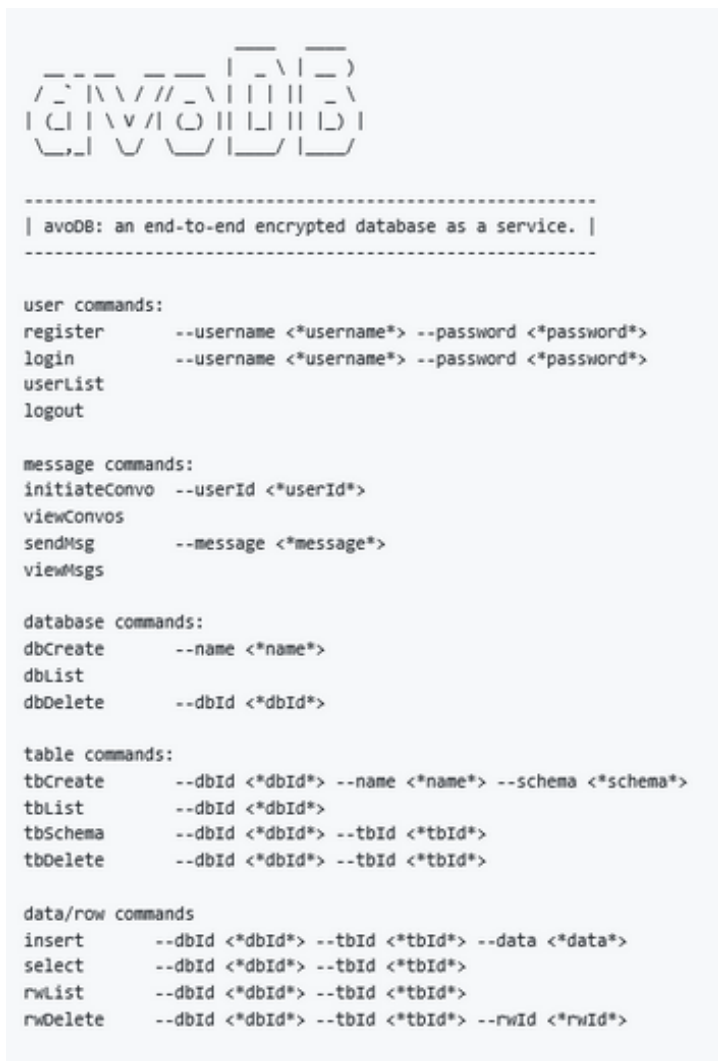 avoDB
| avoDB: an end-to-end encrypted database as a service. |
user commands:
register --username <*username*> --password <*password*>
login --username <*username*> --password <*password*>
userList
logout
message commands:
initiateConvo --userId <*userId*>
viewConvos
sendMsg --message <*message*>
viewMsgs
database commands:
dbCreate --name <*name*>
dbList
dbDelete --dbId <*dbId*>
table commands:
tbCreate --dbId <*dbId*> --name <*name*> --schema <*schema*>
tbList --dbId <*dbId*>
tbSchema --dbId <*dbId*> --tbId <*tbId*>
tbDelete --dbId <*dbId*> --tbId <*tbId*>
data/row commands
insert --dbId <*dbId*> --tbId <*tbId*> --data <*data*>
select --dbId <*dbId*> --tbId <*tbId*>
rwList --dbId <*dbId*> --tbId <*tbId*>
rwDelete --dbId <*dbId*> --tbId <*tbId*> --rwId <*rwId*>